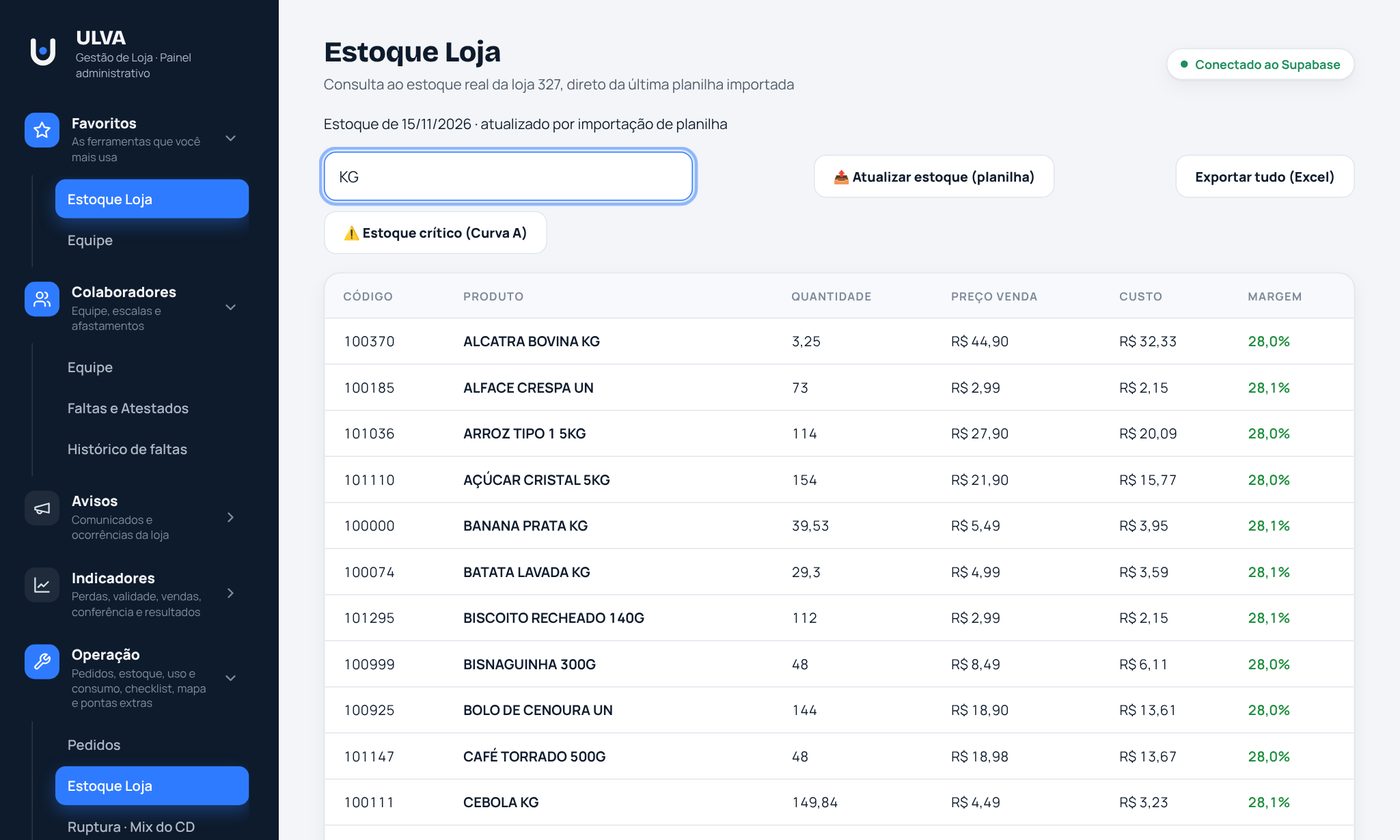 ULVA
Gestão de Loja · Painel
administrativo
Favoritos
As ferramentas que você
mais usa
Estoque Loja
Equipe
Colaboradores
Equipe, escalas e
afastamentos
Equipe
Faltas e Atestados
Histórico de faltas
Avisos
Comunicados e
ocorrências da loja
Indicadores
Perdas, validade, vendas,
conferência e resultados
Operação
Pedidos, estoque, uso e
consumo, checklist, mapa
e pontas extras
Pedidos
Estoque Loja
Ruptura · Mix do CD
Estoque Loja
Consulta ao estoque real da loja 327, direto da última planilha importada
Conectado ao Supabase
Estoque de 15/11/2026 · atualizado por importação de planilha
KG
📤 Atualizar estoque (planilha)
Exportar tudo (Excel)
⚠️ Estoque crítico (Curva A)
CÓDIGO PRODUTO QUANTIDADE PREÇO VENDA CUSTO MARGEM
100370 ALCATRA BOVINA KG 3,25 R$ 44,90 R$ 32,33 28,0%
100185 ALFACE CRESPA UN 73 R$ 2,99 R$ 2,15 28,1%
101036 ARROZ TIPO 1 5KG 114 R$ 27,90 R$ 20,09 28,0%
101110 AÇÚCAR CRISTAL 5KG 154 R$ 21,90 R$ 15,77 28,0%
100000 BANANA PRATA KG 39,53 R$ 5,49 R$ 3,95 28,1%
100074 BATATA LAVADA KG 29,3 R$ 4,99 R$ 3,59 28,1%
101295 BISCOITO RECHEADO 140G 112 R$ 2,99 R$ 2,15 28,1%
100999 BISNAGUINHA 300G 48 R$ 8,49 R$ 6,11 28,0%
100925 BOLO DE CENOURA UN 144 R$ 18,90 R$ 13,61 28,0%
101147 CAFÉ TORRADO 500G 48 R$ 18,98 R$ 13,67 28,0%
100111 CEBOLA KG 149,84 R$ 4,49 R$ 3,23 28,1%